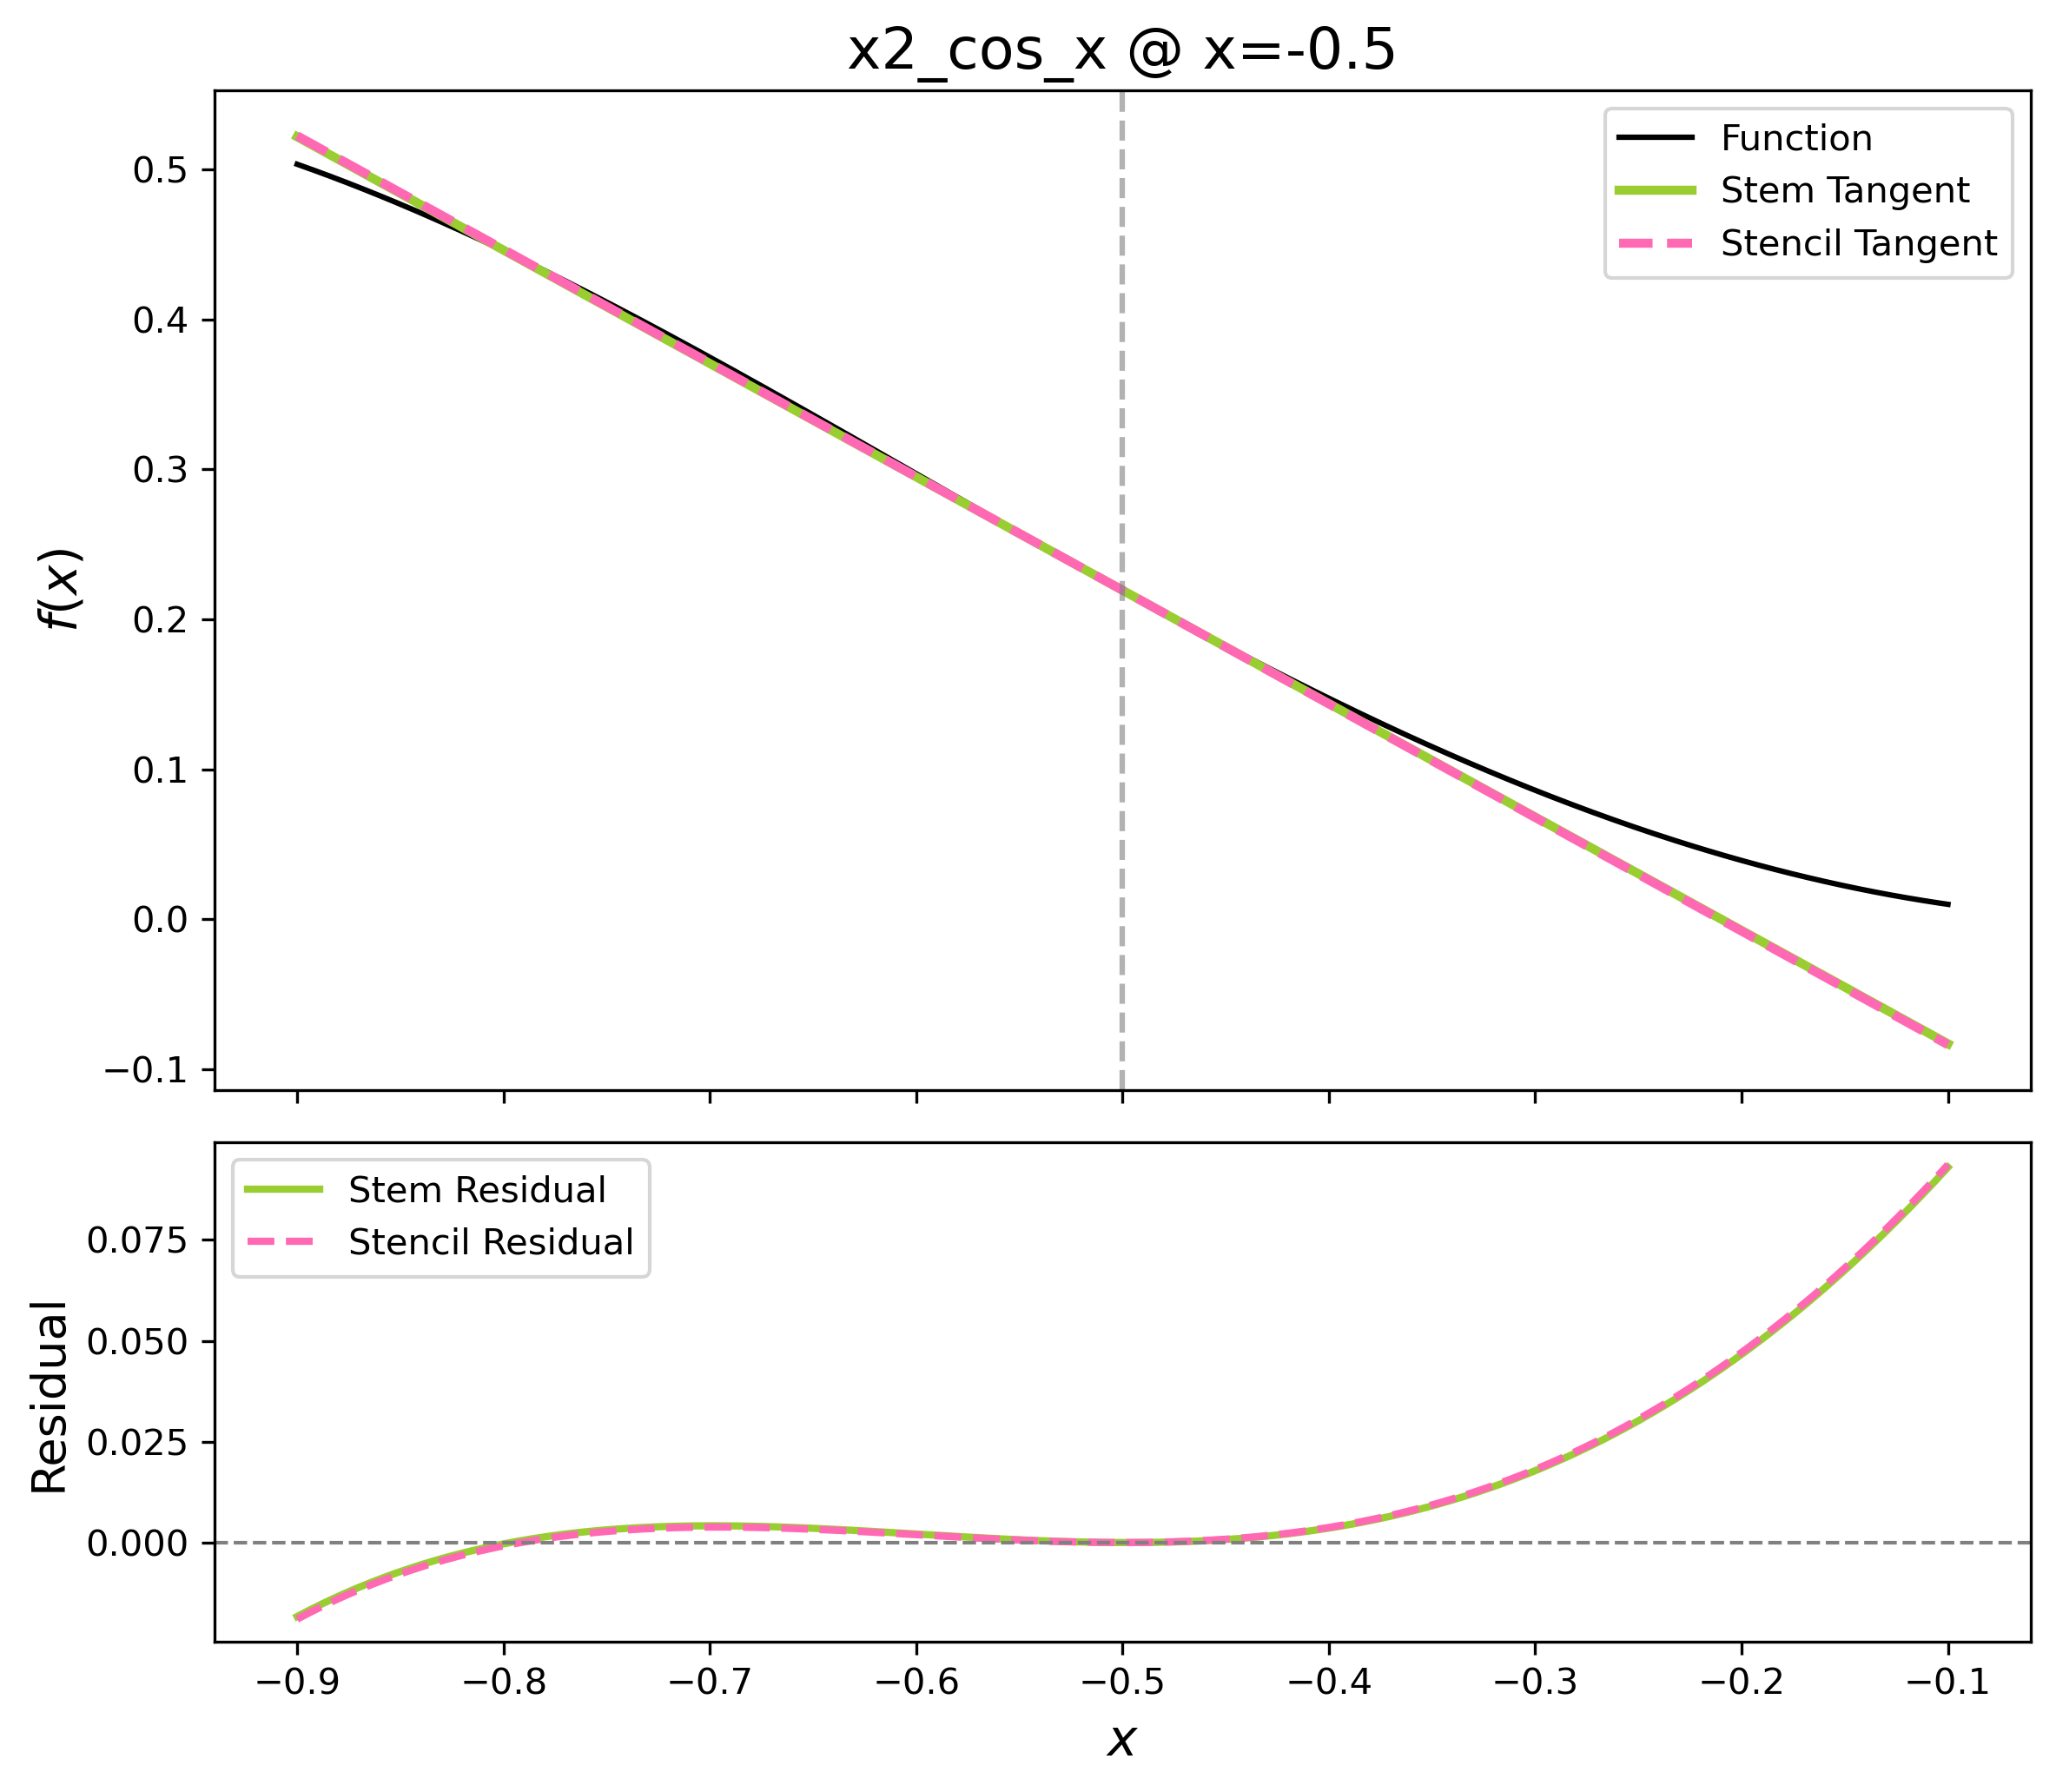 x2_cos_x @ x=-0.5
f(x)
0.5
0.4
0.3
0.2
0.1
0.0
−0.1
Function
Stem Tangent
Stencil Tangent
Residual
0.075
0.050
0.025
0.000
Stem Residual
Stencil Residual
−0.9 −0.8 −0.7 −0.6 −0.5 −0.4 −0.3 −0.2 −0.1
x